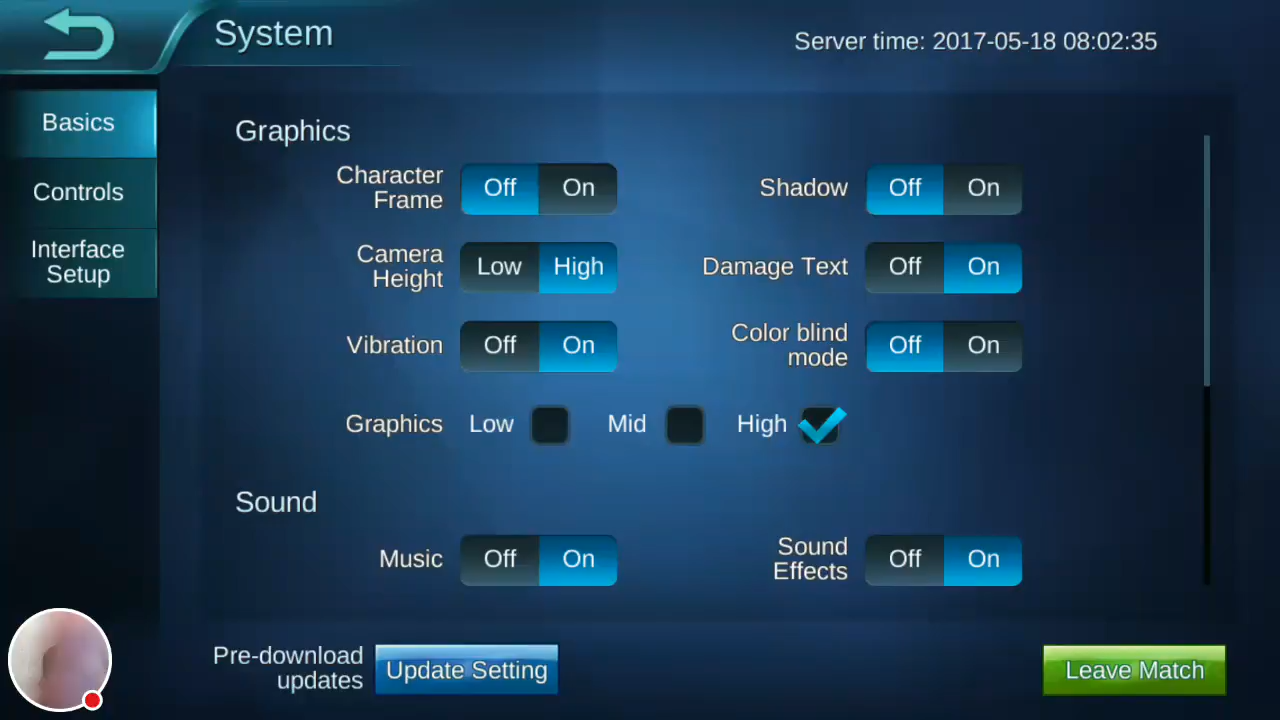 System
Server time: 2017-05-18 08:02:35
Basics
Controls
Interface
Setup
Graphics
Character
Frame
Off On
Shadow
Off On
Camera
Height
Low High
Damage Text
Off On
Vibration
Off On
Color blind
mode
Off On
Graphics Low Mid High
Sound
Music
Off On
Sound
Effects
Off On
Pre-download
updates
Update Setting
Leave Match